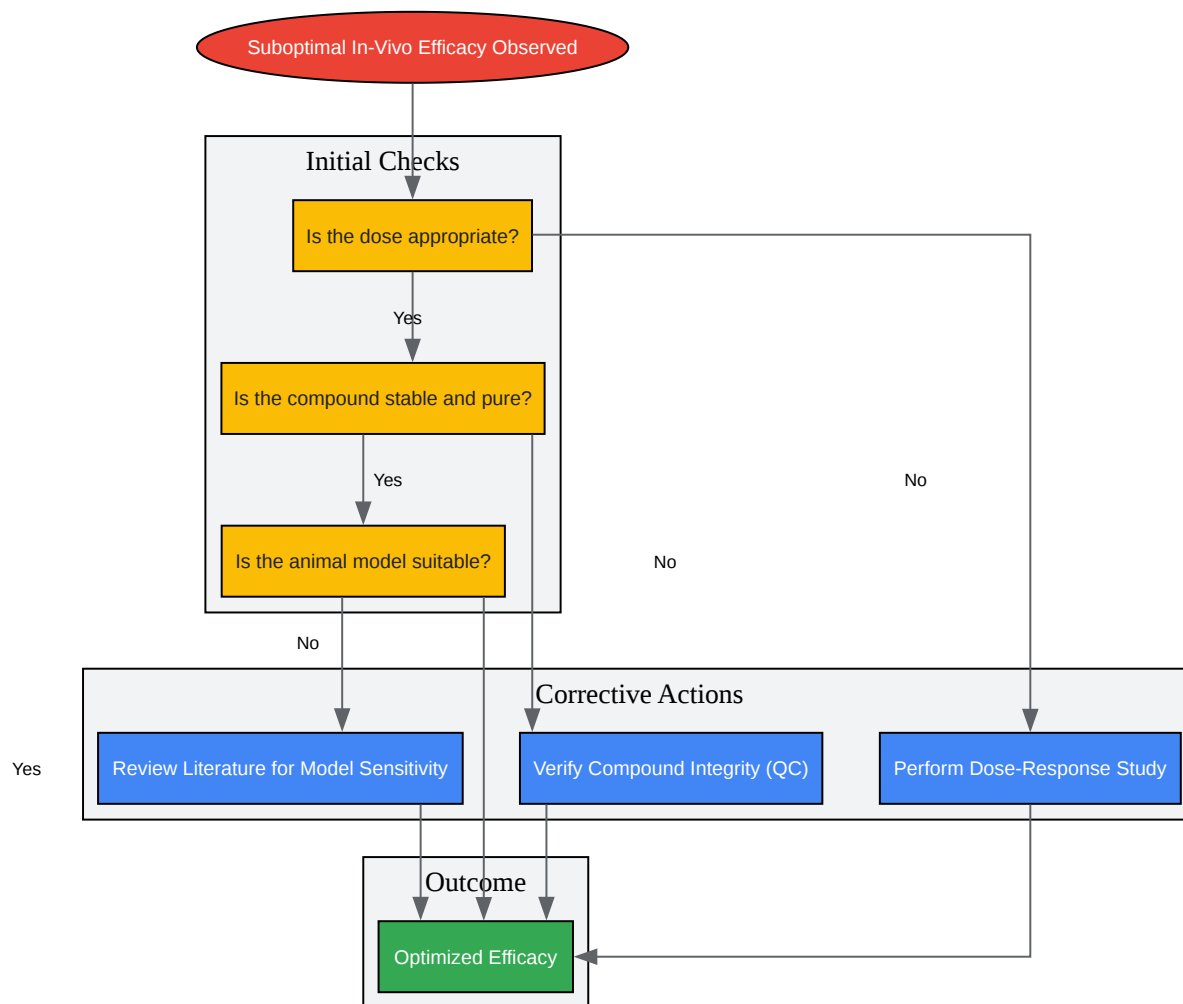 Suboptimal In-Vivo Efficacy Observed
Initial Checks
Is the dose appropriate?
Yes
Is the compound stable and pure?
Yes
No
Is the animal model suitable?
No
No
Corrective Actions
Review Literature for Model Sensitivity
Verify Compound Integrity (QC)
Perform Dose-Response Study
Yes
Outcome
Optimized Efficacy